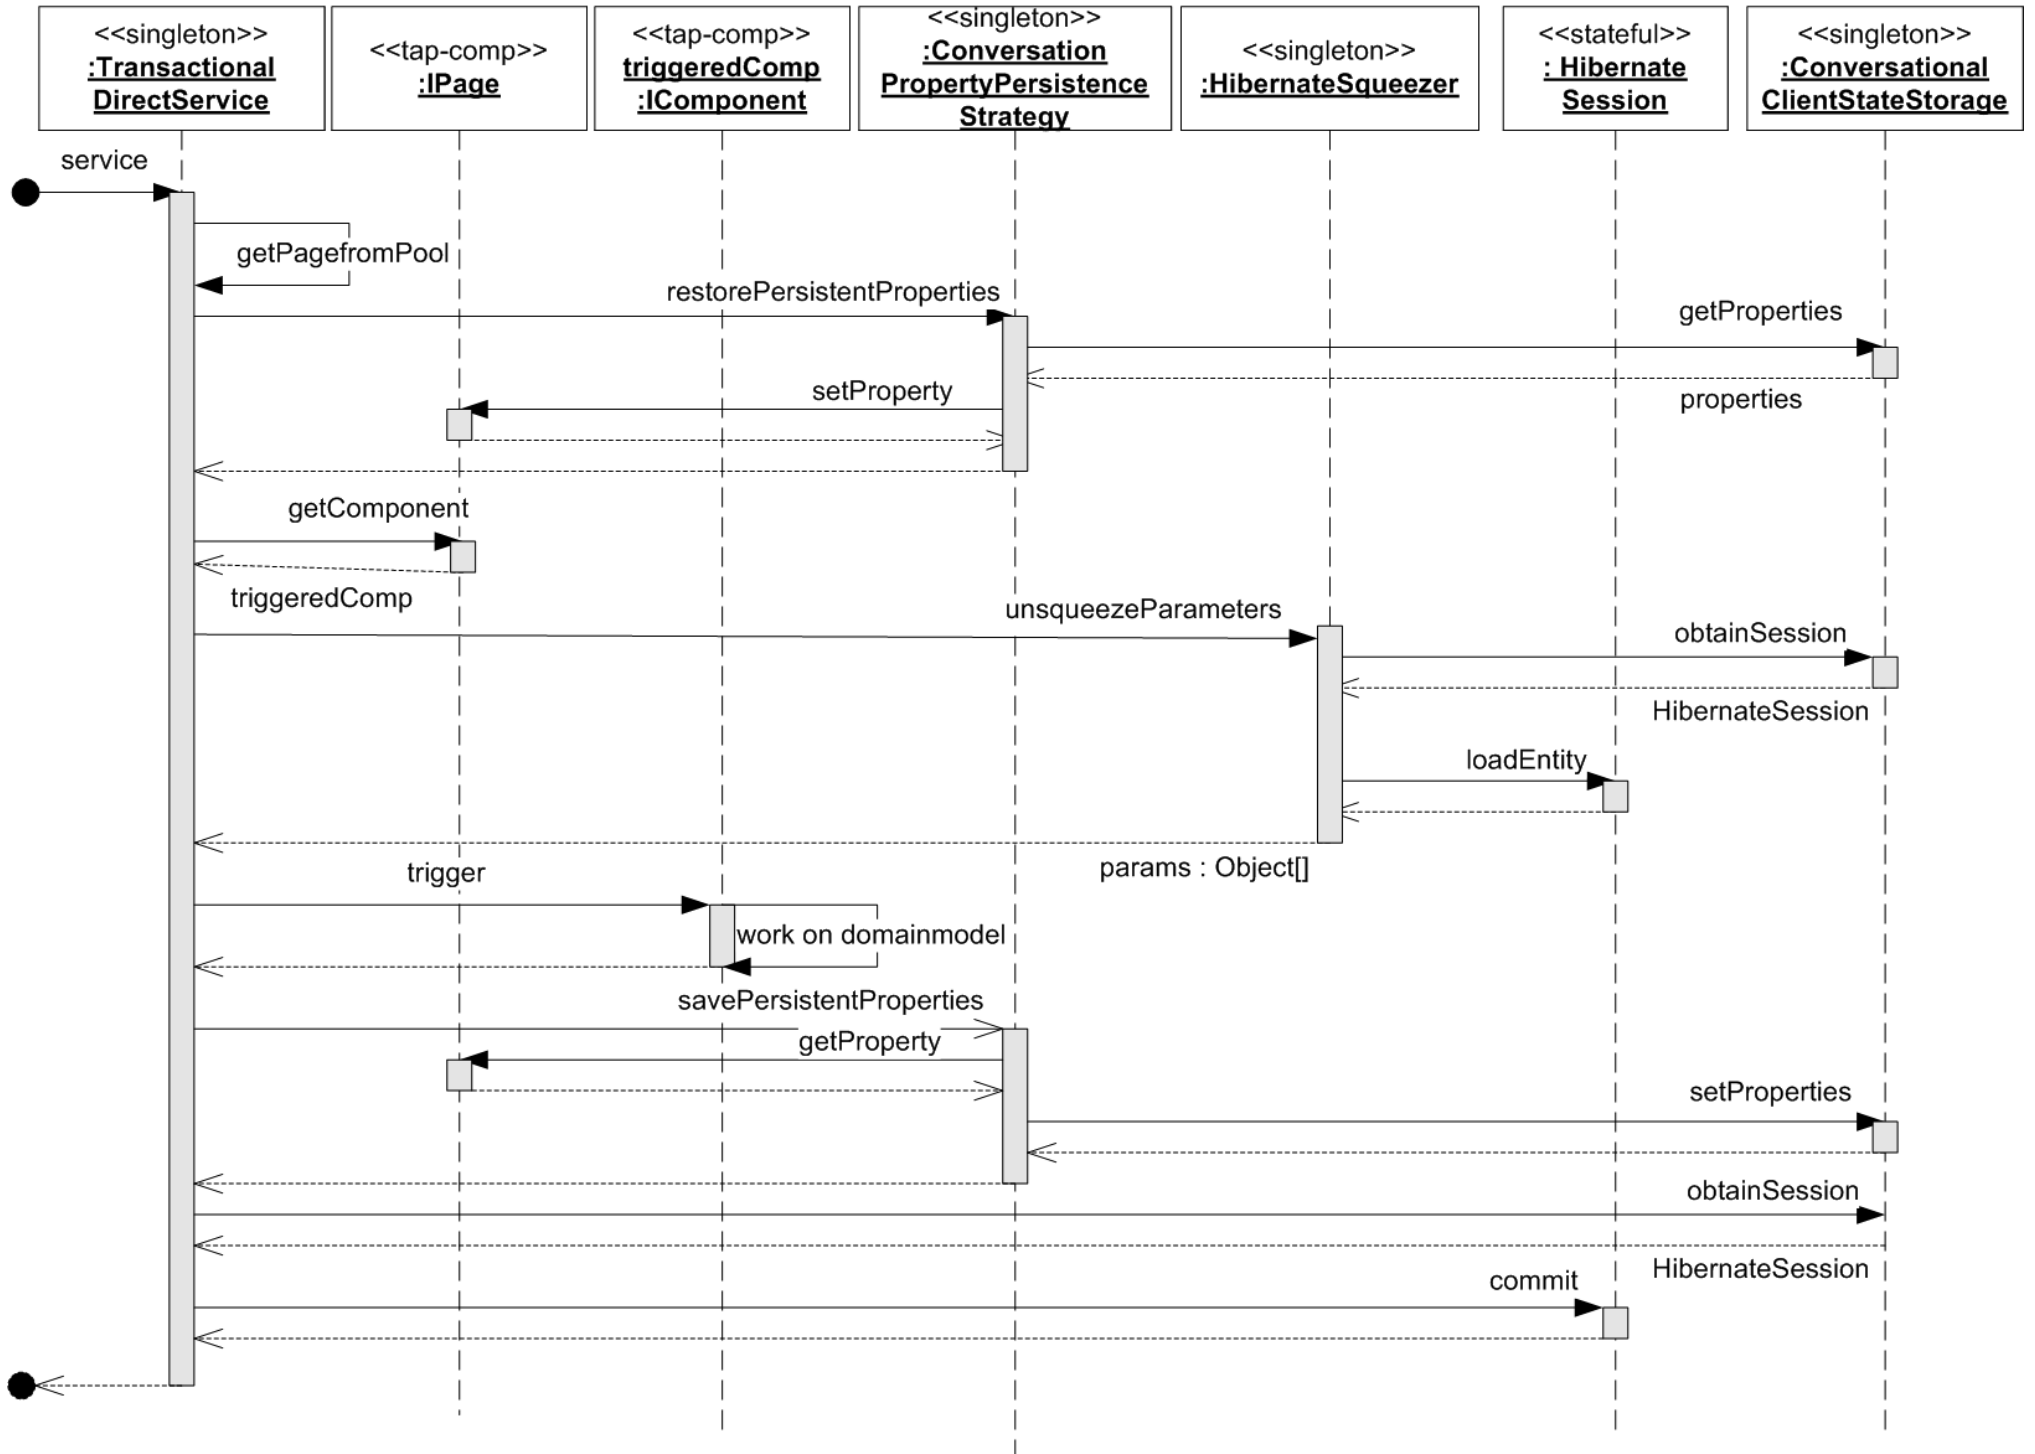 <<singleton>>
:Transactional
DirectService
<<tap-comp>>
:IPage
<<tap-comp>>
triggeredComp
:IComponent
<<singleton>>
:Conversation
PropertyPersistence
Strategy
<<singleton>>
:HibernateSqueezer
<<stateful>>
: Hibernate
Session
<<singleton>>
:Conversational
ClientStateStorage
service
getPagefromPool
restorePersistentProperties
getProperties
setProperty
properties
getComponent
triggeredComp
unsqueezeParameters
obtainSession
HibernateSession
loadEntity
params : Object[]
trigger
work on domainmodel
savePersistentProperties
getProperty
setProperties
obtainSession
HibernateSession
commit